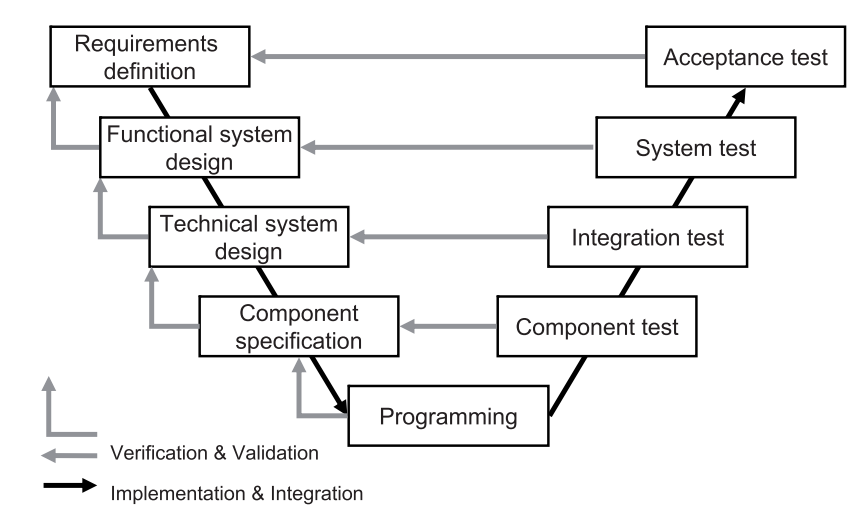 Requirements
definition
Acceptance test
Functional system
design
System test
Technical system
design
Integration test
Component
specification
Component test
Programming
Verification & Validation
Implementation & Integration